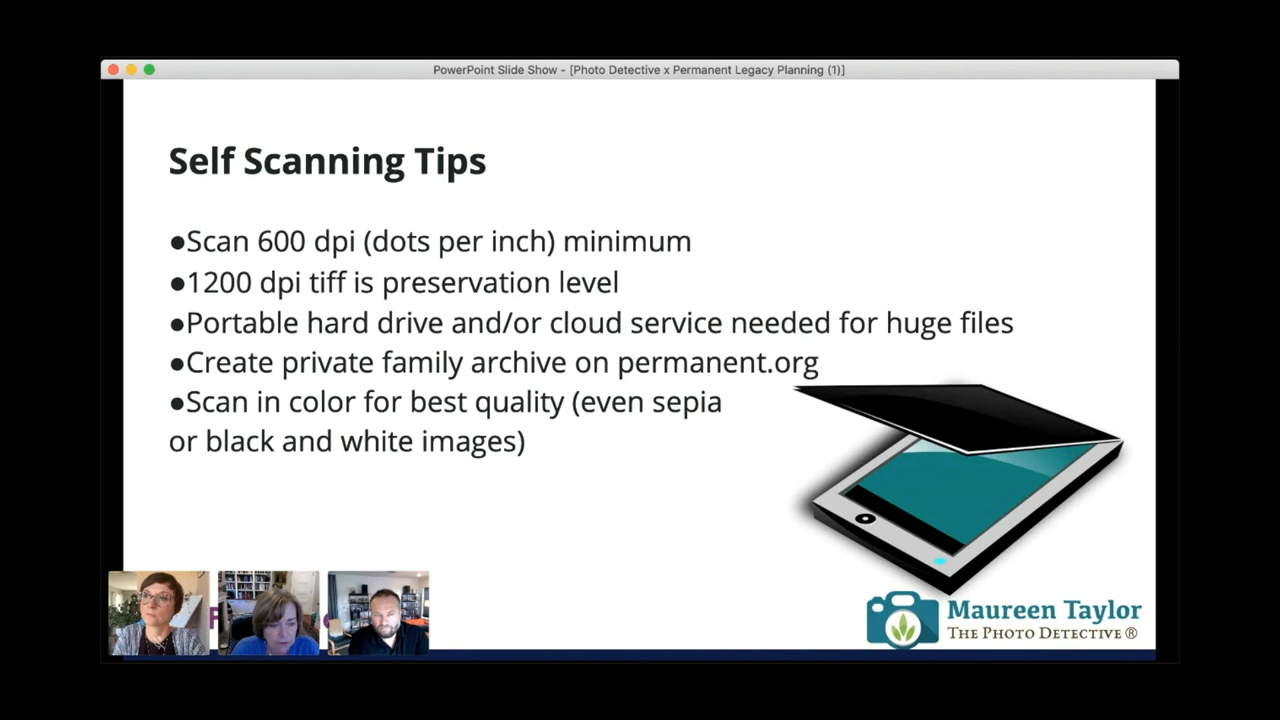 PowerPoint Slide Show - [Photo Detective x Permanent Legacy Planning (1)]
Self Scanning Tips
●Scan 600 dpi (dots per inch) minimum
●1200 dpi tiff is preservation level
●Portable hard drive and/or cloud service needed for huge files
●Create private family archive on permanent.org
●Scan in color for best quality (even sepia
or black and white images)
Maureen Taylor
THE PHOTO DETECTIVE ®